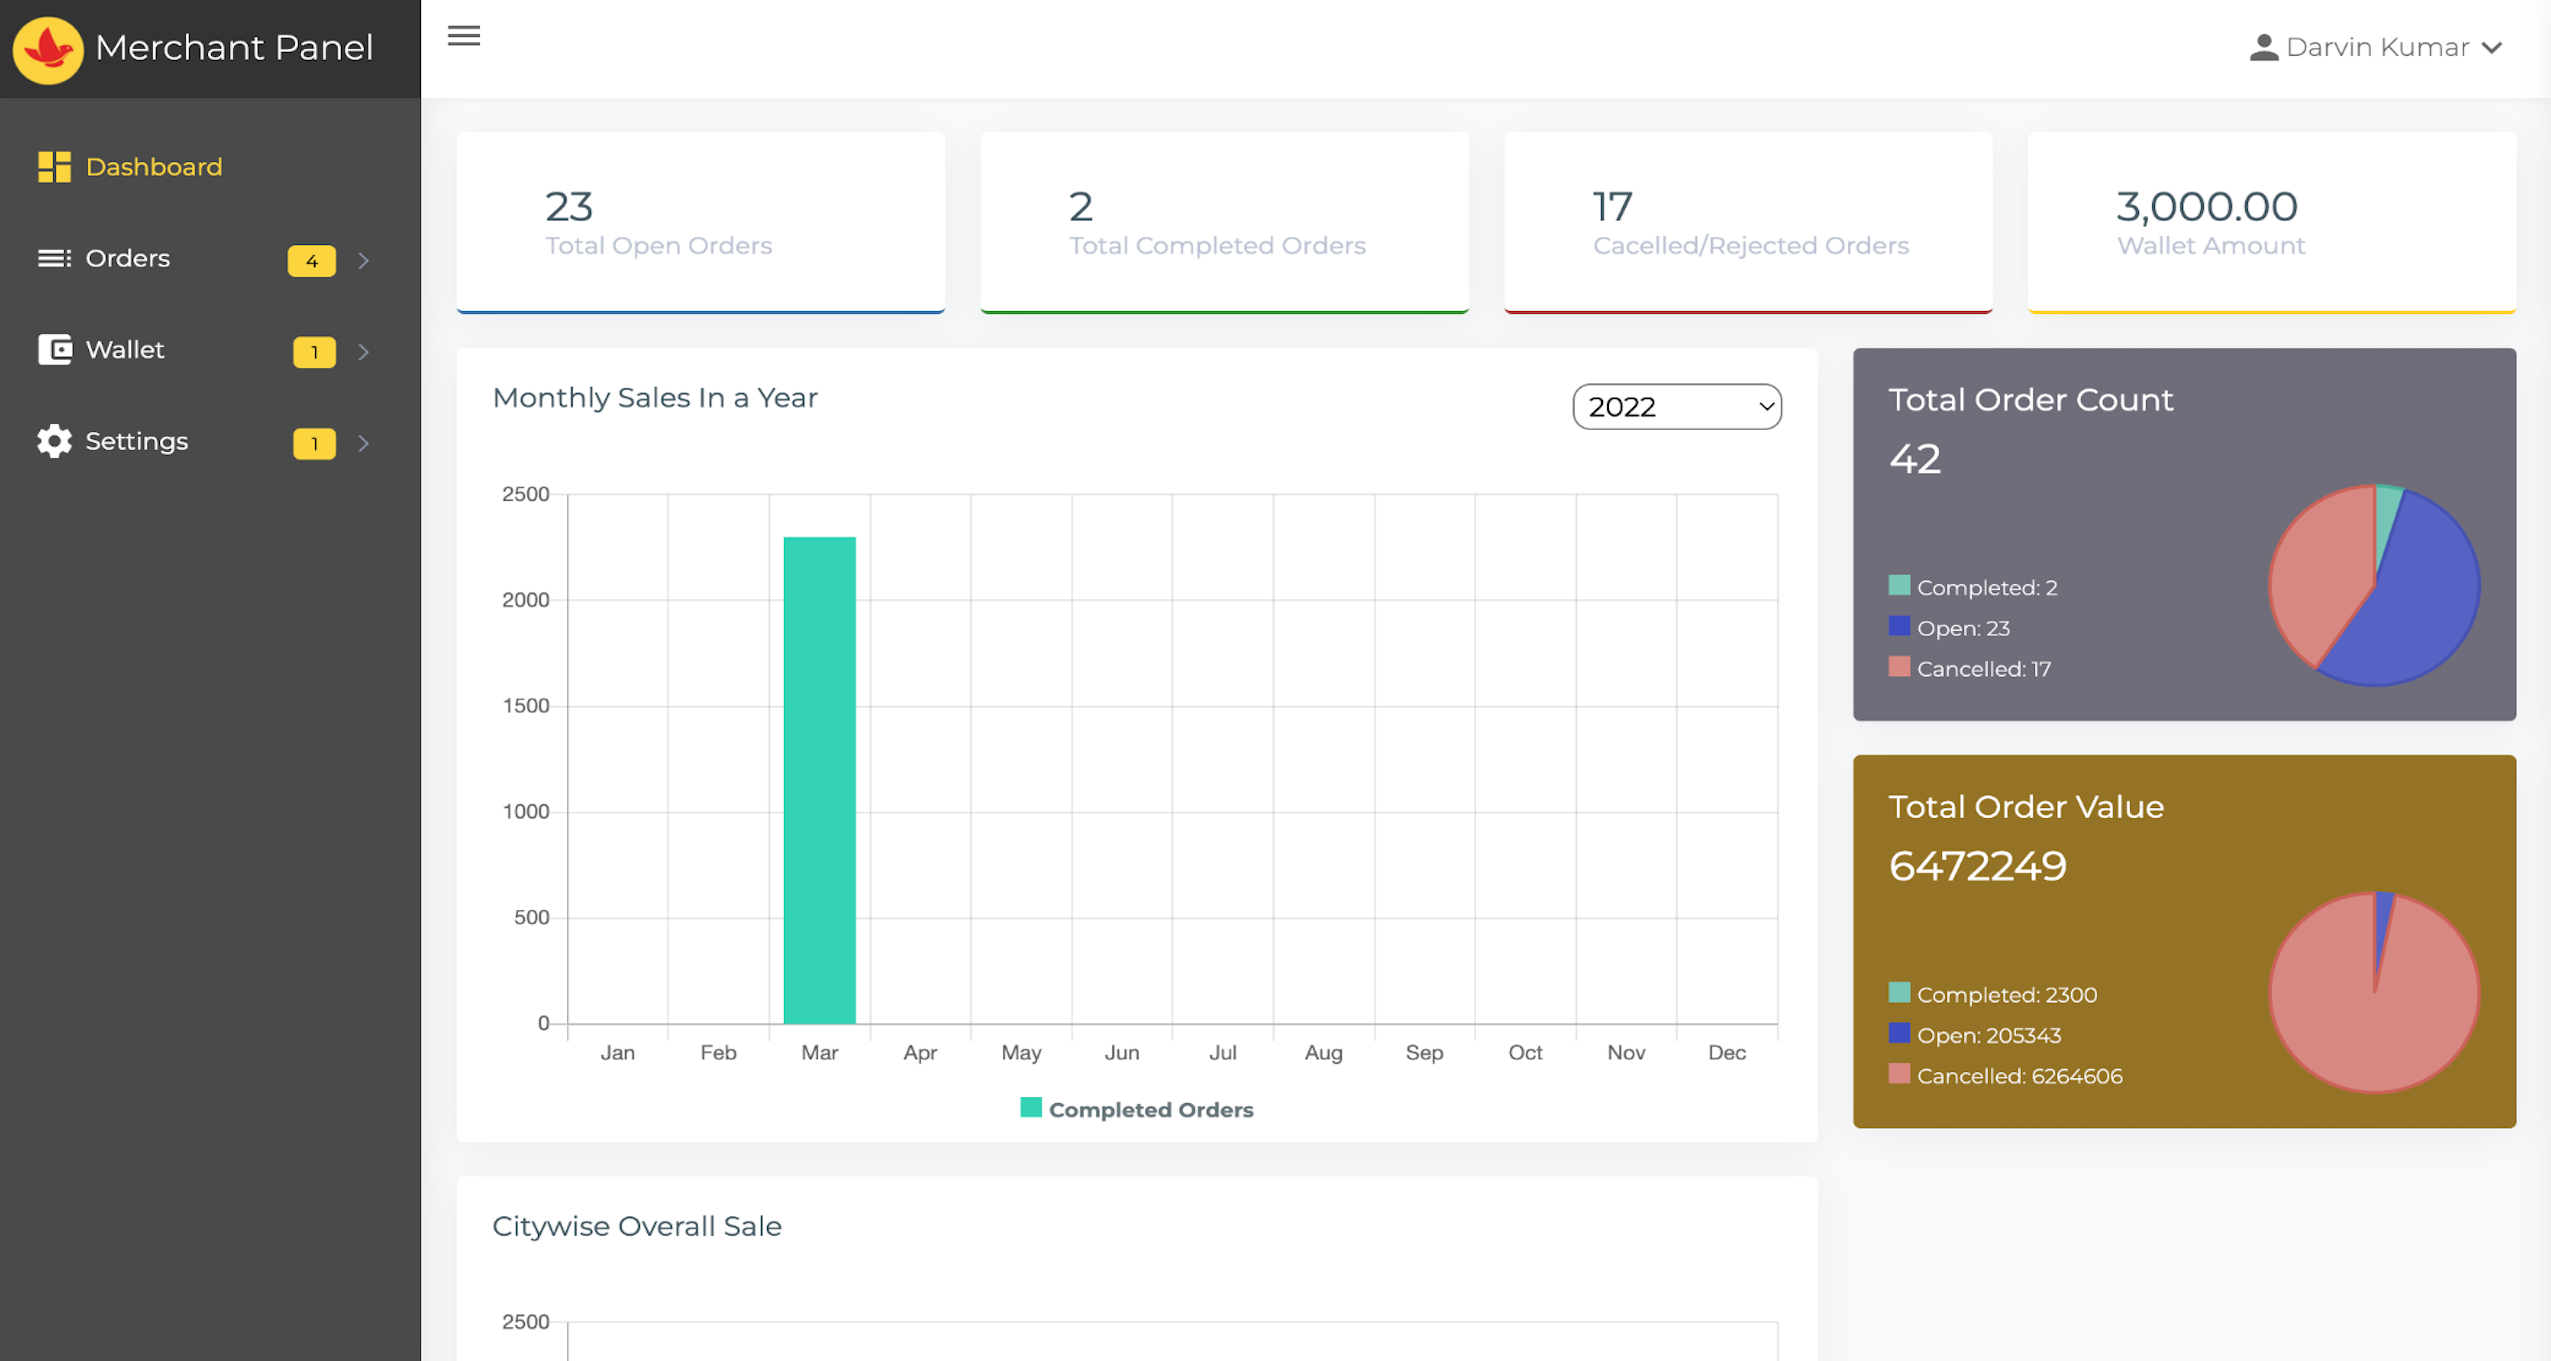 Merchant Panel
Darvin Kumar
Dashboard
Orders 4
Wallet 1
Settings 1
23
Total Open Orders
2
Total Completed Orders
17
Cacelled/Rejected Orders
3,000.00
Wallet Amount
Monthly Sales In a Year
2022
2500
2000
1500
1000
500
0
Jan Feb Mar Apr May Jun Jul Aug Sep Oct Nov Dec
Completed Orders
Total Order Count
42
Completed: 2
Open: 23
Cancelled: 17
Total Order Value
6472249
Completed: 2300
Open: 205343
Cancelled: 6264606
Citywise Overall Sale
2500